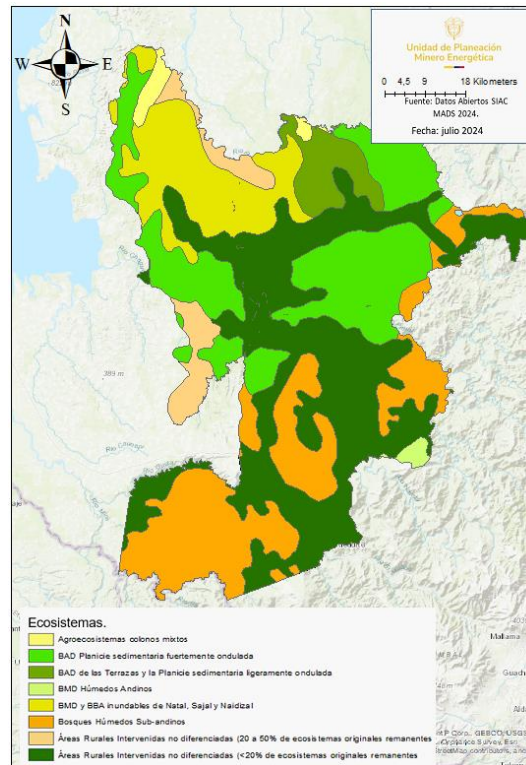 N
W
E
S
Unidad de Planeación
Minero Energética
0 4,5 9 18 Kilometers
Fuente: Datos Abiertos SIAC
MADS 2024.
Fecha: julio 2024
389 m
Ecosistemas.
Agroecosistemas colonos mixtos
BAD Planicie sedimentaria fuertemente ondulada
BAD de las Terrazas y la Planicie sedimentaria ligeramente ondulada
BMD Húmedos Andinos
BMD y BBA inundables de Natal, Sajal y Naidizal
Bosques Húmedos Sub-andinos
Áreas Rurales Intervenidas no diferenciadas (20 a 50% de ecosistemas originales remanentes
Áreas Rurales Intervenidas no diferenciadas (<20% de ecosistemas originales remanentes
Mallama